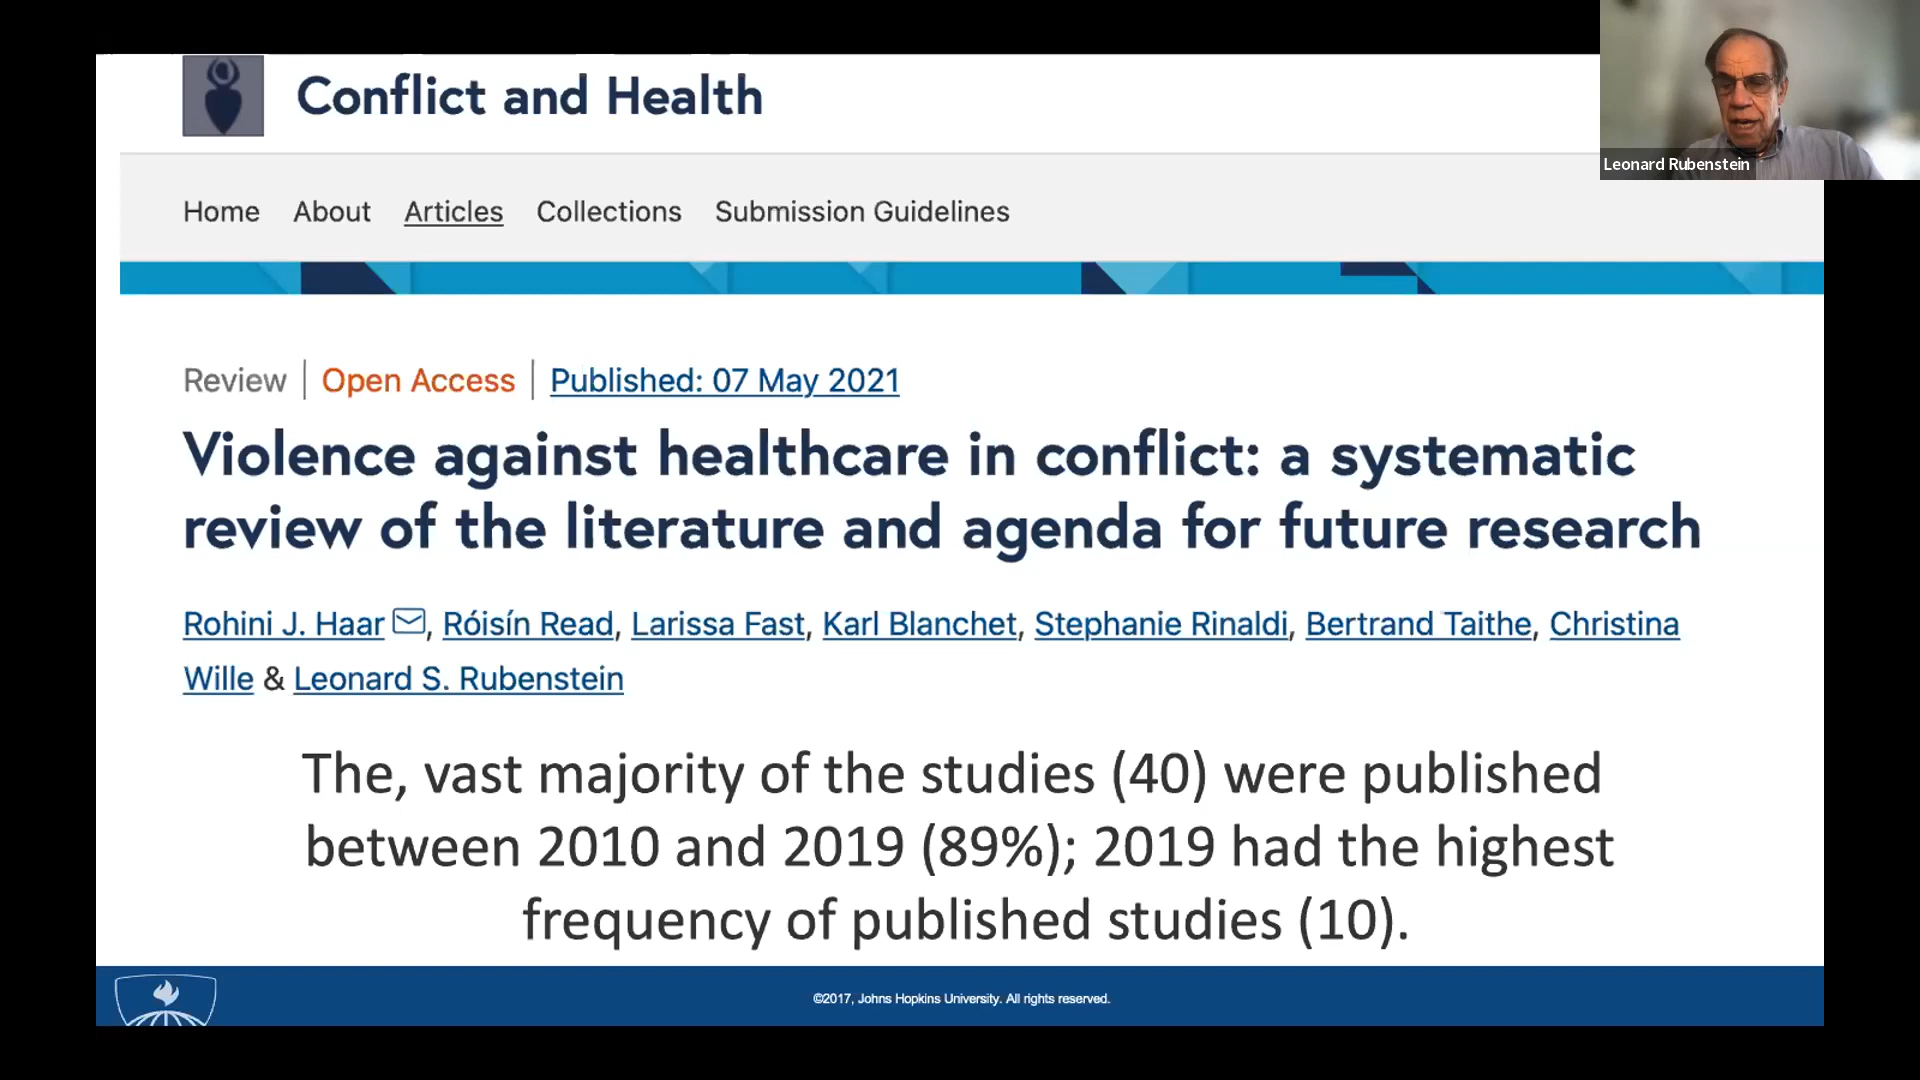 Conflict and Health
Leonard Rubenstein
Home About Articles Collections Submission Guidelines
Review | Open Access | Published: 07 May 2021
Violence against healthcare in conflict: a systematic
review of the literature and agenda for future research
Rohini J. Haar, Róisín Read, Larissa Fast, Karl Blanchet, Stephanie Rinaldi, Bertrand Taithe, Christina
Wille & Leonard S. Rubenstein
The, vast majority of the studies (40) were published
between 2010 and 2019 (89%); 2019 had the highest
frequency of published studies (10).
©2017, Johns Hopkins University. All rights reserved.